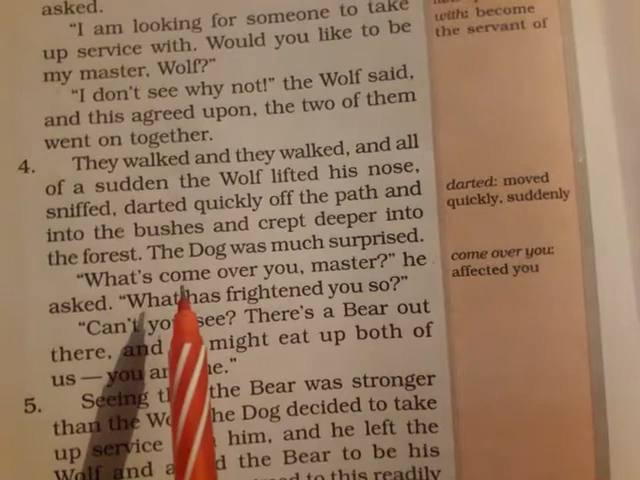 asked.
"I am looking for someone to take
up service with. Would you like to be
my master, Wolf?"
"I don't see why not!" the Wolf said,
and this agreed upon, the two of them
went on together.
4. They walked and they walked, and all
of a sudden the Wolf lifted his nose,
sniffed, darted quickly off the path and
into the bushes and crept deeper into
the forest. The Dog was much surprised.
"What's come over you, master?" he
asked. "What has frightened you so?"
"Can't you see? There's a Bear out
there, and might eat up both of
us — you
5. Seeing the Bear was stronger
than the he Dog decided to take
up service him, and he left the
Wolf and the Bear to be his
to this readily
with: become
the servant of
darted: moved
quickly, suddenly
come over you:
affected you